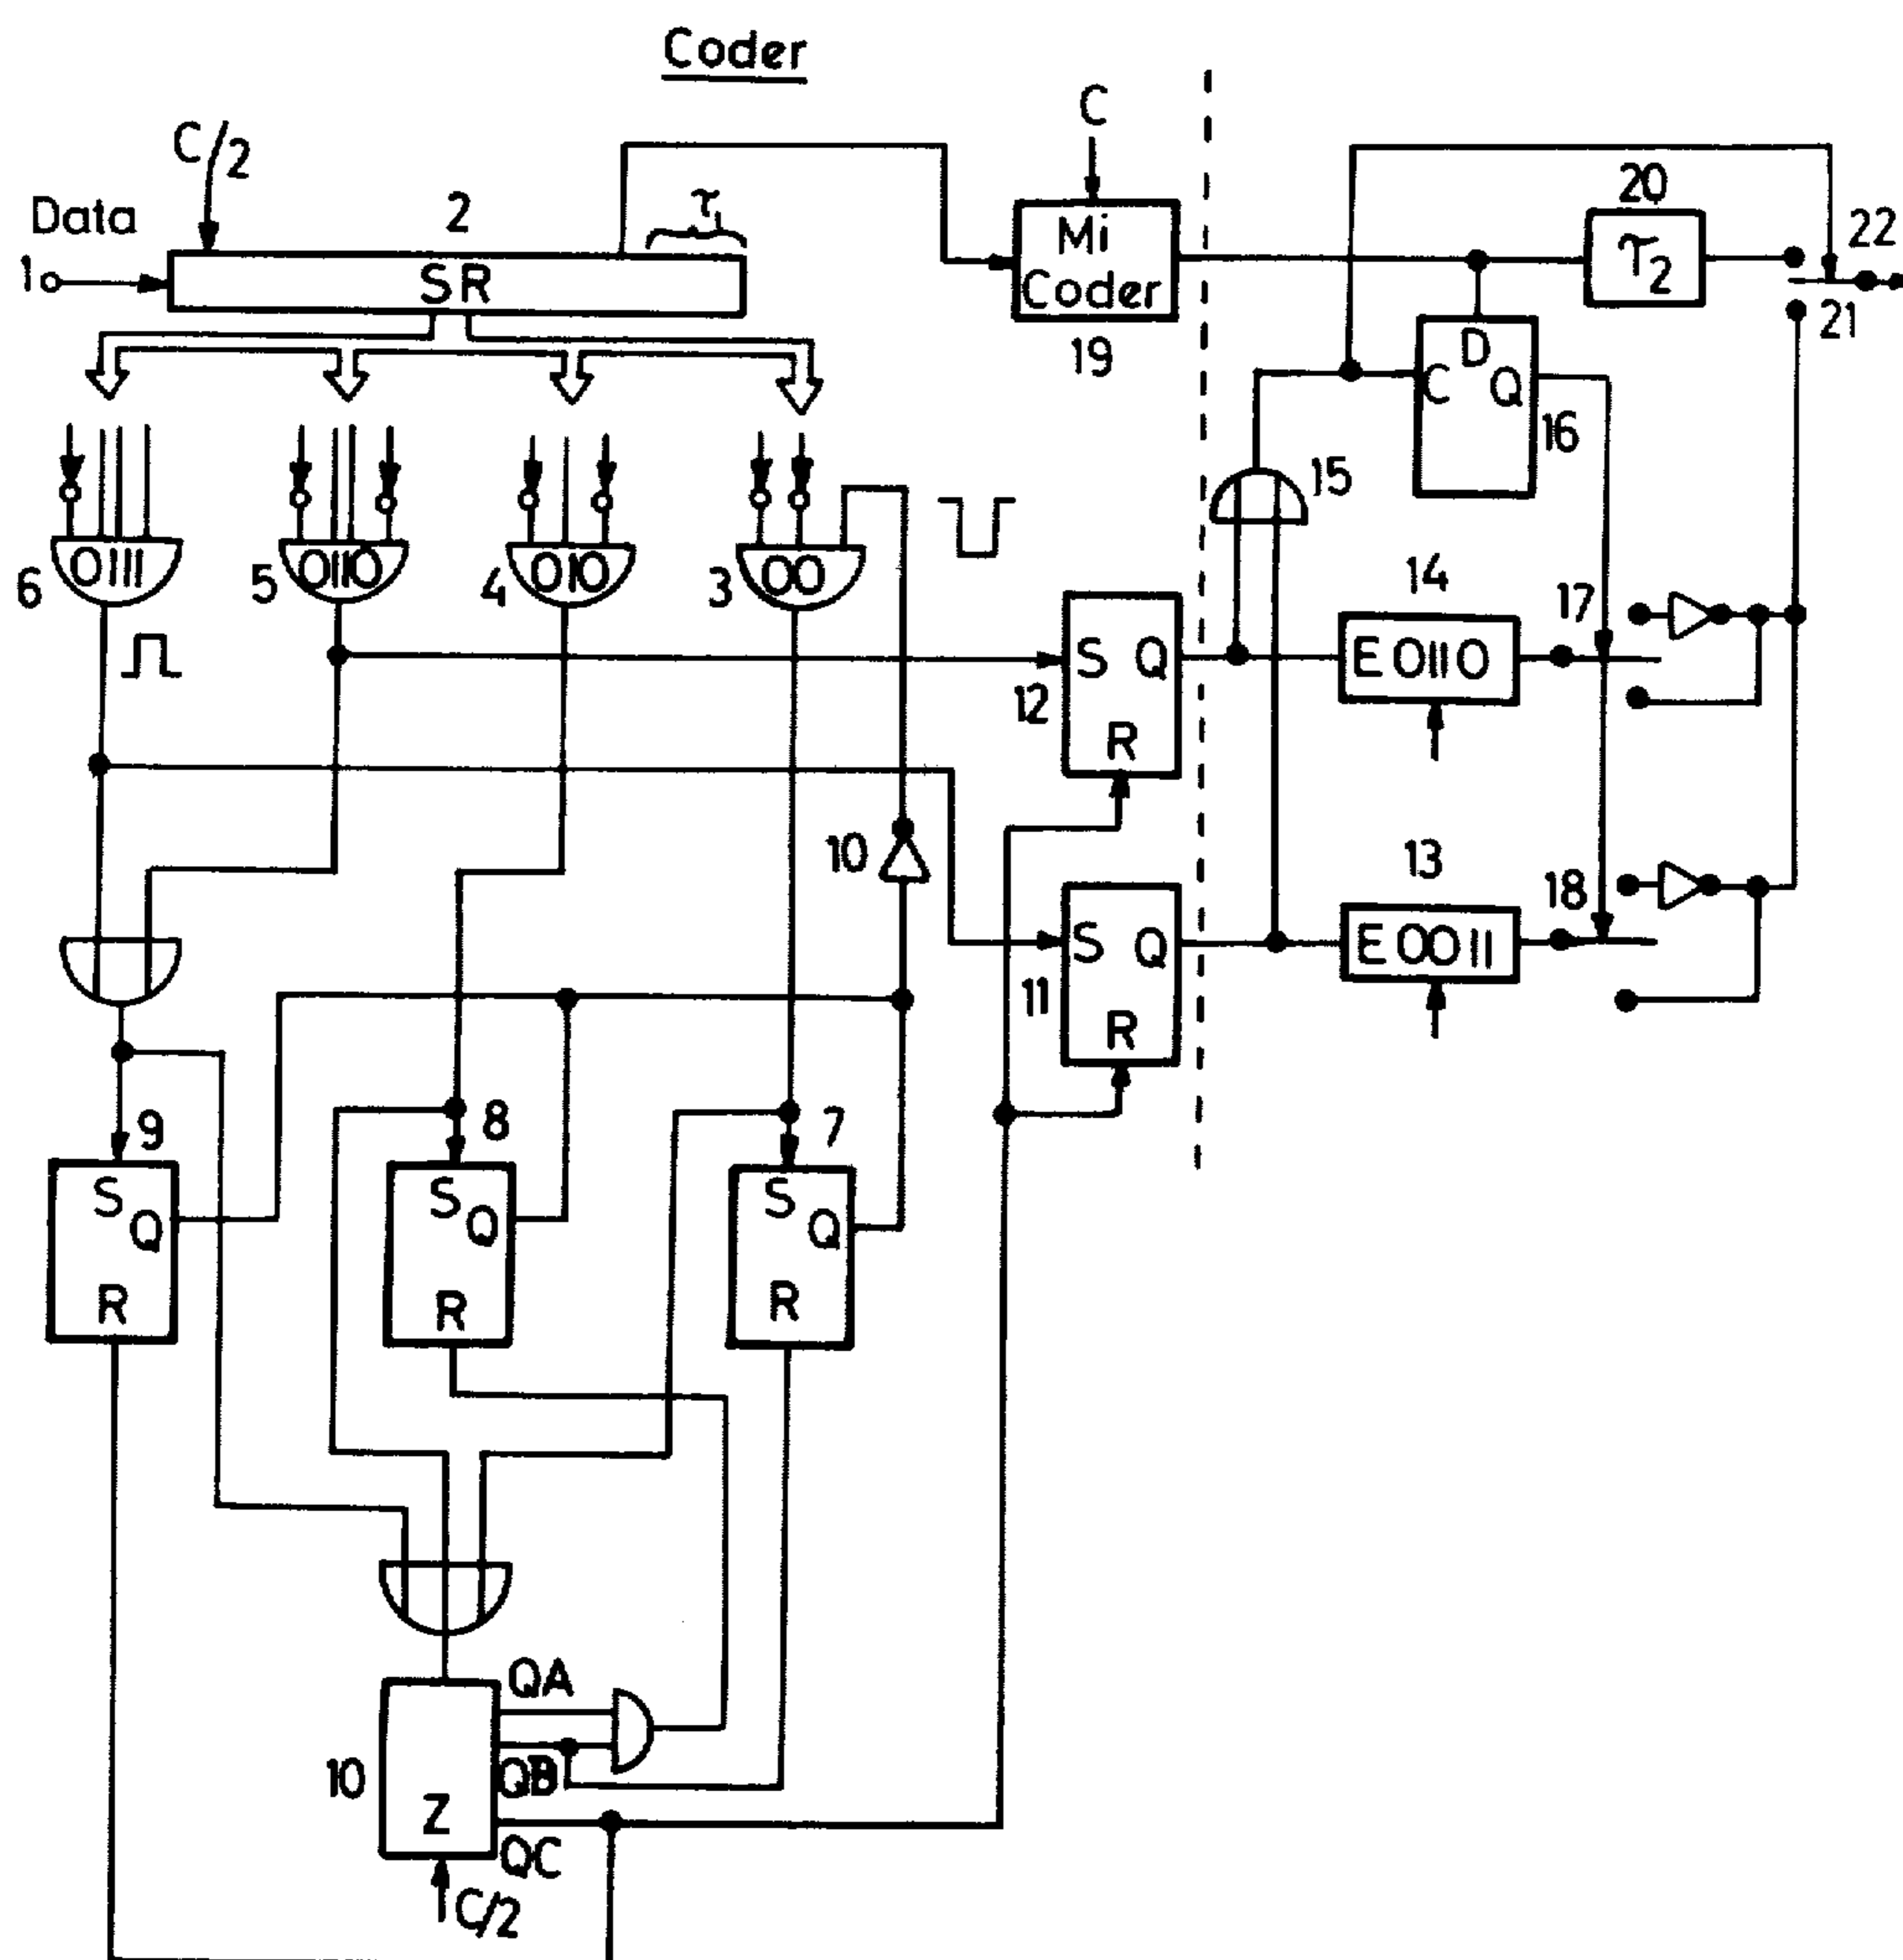 Coder
C/2
Data
1
2
τ1
SR
C
Mi
Coder
19
20
τ2
22
21
D
C Q
16
15
6
0111
5
0110
4
010
3
00
12
S Q
R
14
E 0110
17
10
11
S Q
R
13
E 0011
18
9
S
Q
R
8
S
Q
R
7
S
Q
R
10
Z
QA
QB
QC
C/2